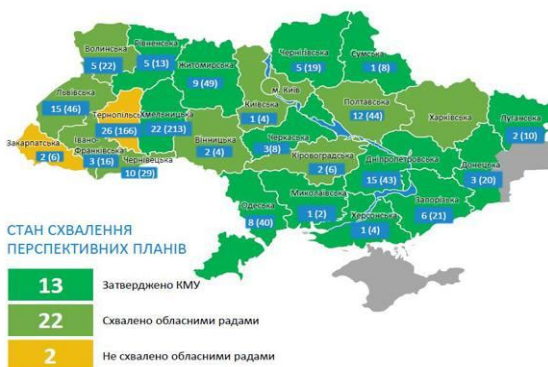 Волинська
5 (22)
Рівненська
5 (13)
Житомирська
9 (49)
Чернігівська
5 (19)
Сумська
1 (8)
Львівська
15 (46)
Тернопільська
26 (166)
Хмельницька
22 (213)
Київська
1 (4)
м. Київ
Полтавська
12 (44)
Харківська
Луганська
2 (10)
Закарпатська
2 (6)
Івано-
Франківська
3 (16)
Чернівецька
10 (29)
Вінницька
2 (4)
Черкаська
3(8)
Кіровоградська
2 (6)
Дніпропетровська
15 (43)
Донецька
3 (20)
Одеська
8 (40)
Миколаївська
1 (2)
Херсонська
1 (4)
Запорізька
6 (21)
СТАН СХВАЛЕННЯ
ПЕРСПЕКТИВНИХ ПЛАНІВ
13 Затверджено КМУ
22 Схвалено обласними радами
2 Не схвалено обласними радами